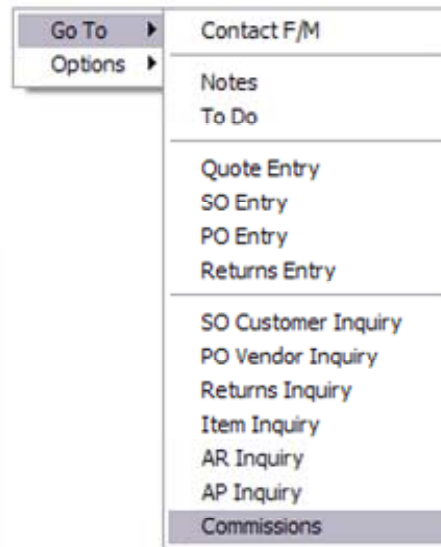 Go To
Options
Contact F/M
Notes
To Do
Quote Entry
SO Entry
PO Entry
Returns Entry
SO Customer Inquiry
PO Vendor Inquiry
Returns Inquiry
Item Inquiry
AR Inquiry
AP Inquiry
Commissions